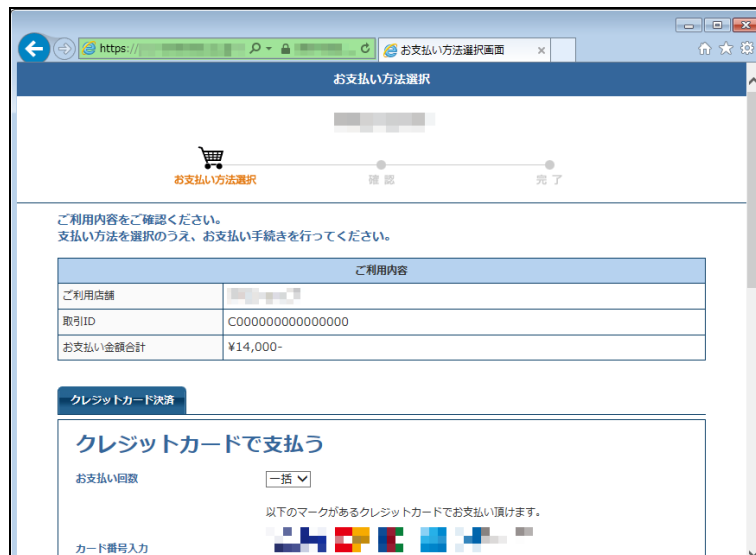 https://
お支払い方法選択画面
お支払い方法選択
お支払い方法選択
確認
完了
ご利用内容をご確認ください。
支払い方法を選択のうえ、お支払い手続きを行ってください。
ご利用内容
ご利用店舗
取引ID
C000000000000000
お支払い金額合計
¥14,000-
クレジットカード決済
クレジットカードで支払う
お支払い回数
一括
以下のマークがあるクレジットカードでお支払い頂けます。
カード番号入力